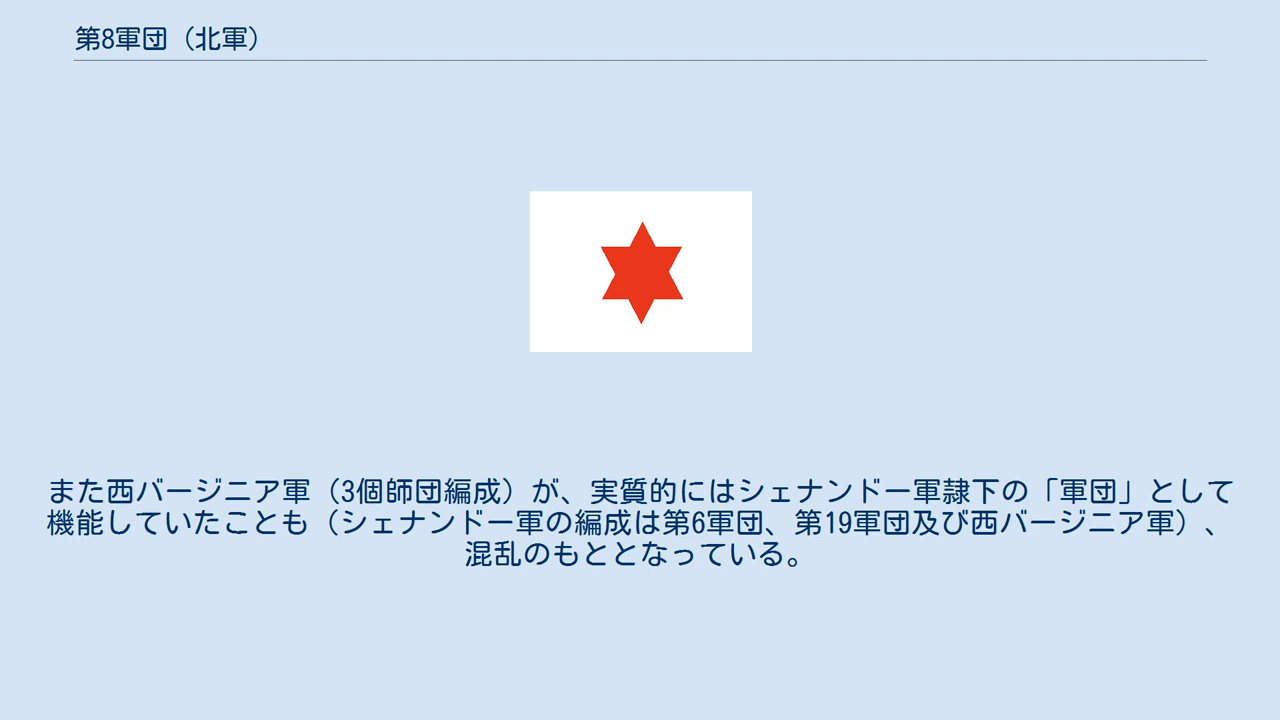 第8軍団（北軍）
また西バージニア軍（3個師団編成）が、実質的にはシェナンドー軍隷下の「軍団」として
機能していたことも（シェナンドー軍の編成は第6軍団、第19軍団及び西バージニア軍）、
混乱のもととなっている。